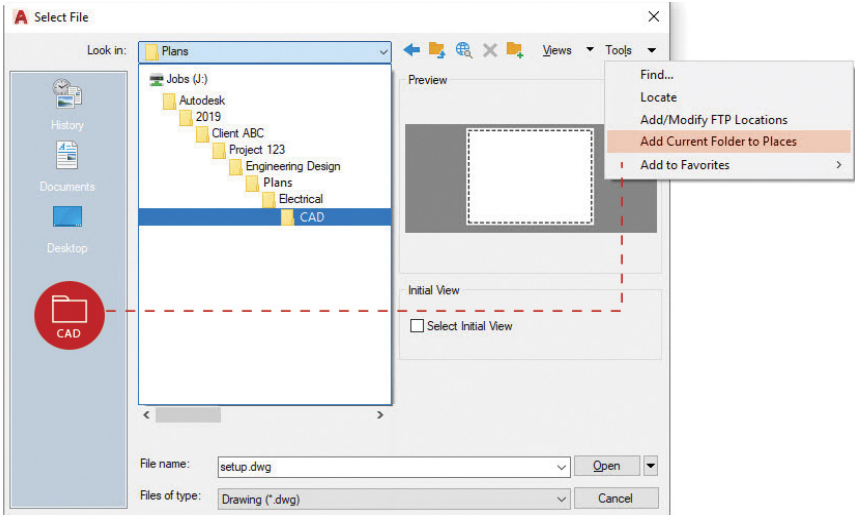 A Select File
Look in: Plans Views Tools
Find...
Locate
Add/Modify FTP Locations
Add Current Folder to Places
Add to Favorites
History
Documents
Desktop
CAD
Jobs (J:)
Autodesk
2019
Client ABC
Project 123
Engineering Design
Plans
Electrical
CAD
Preview
Initial View
Select Initial View
File name: setup.dwg Open
Files of type: Drawing (*.dwg) Cancel